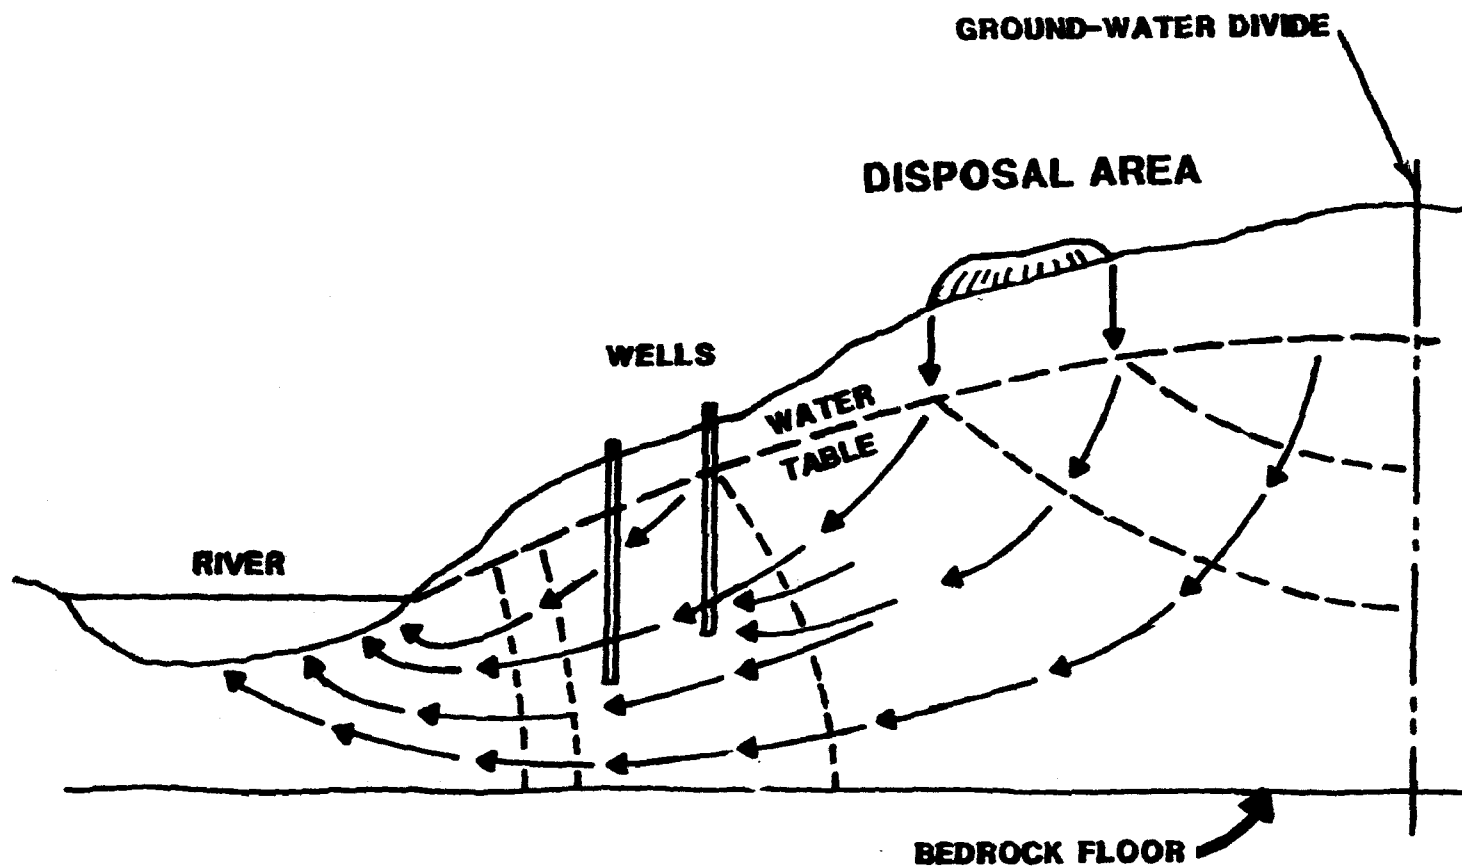 GROUND-WATER DIVIDE
DISPOSAL AREA
WELLS
WATER
TABLE
RIVER
BEDROCK FLOOR